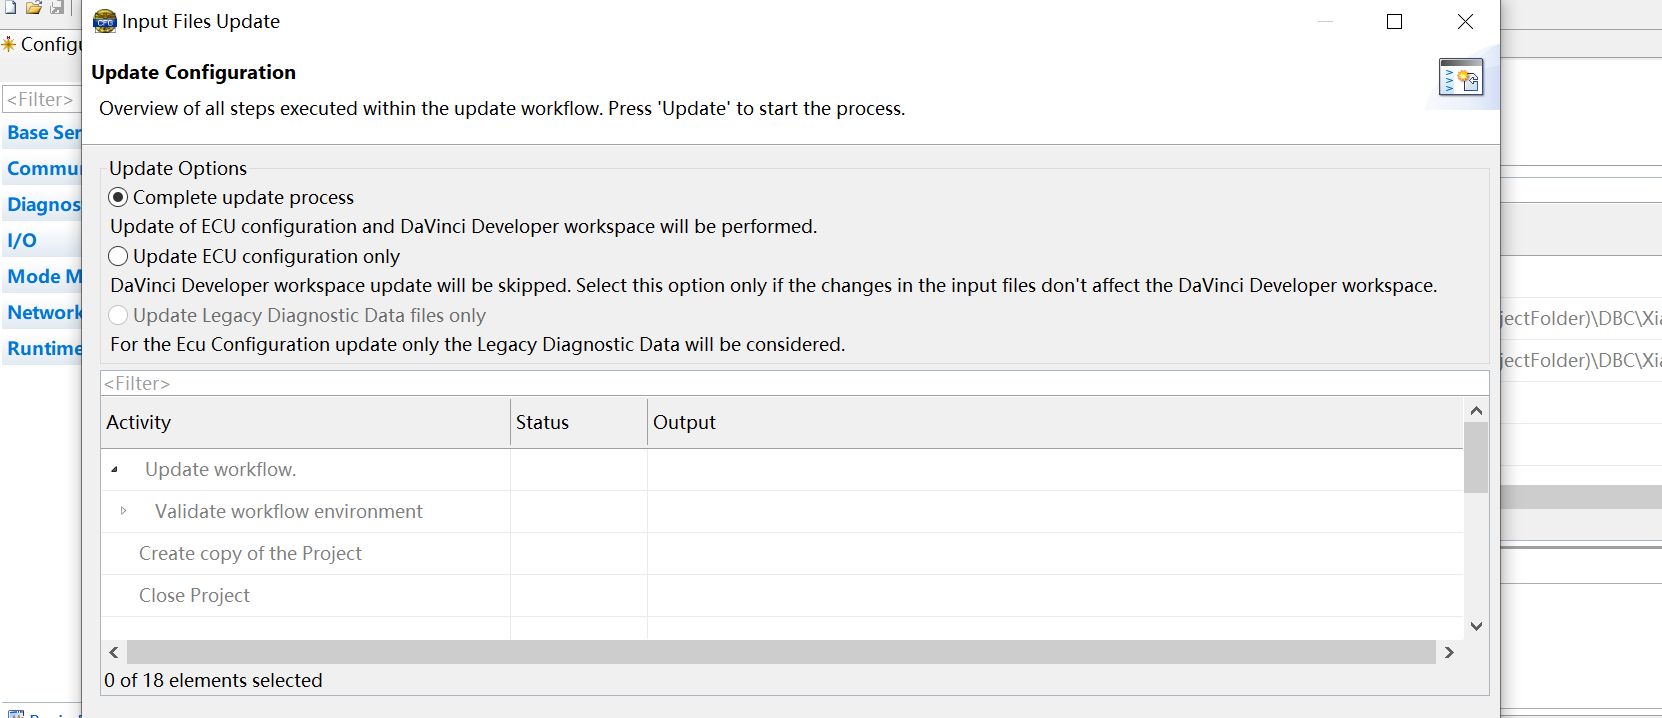 Input Files Update
Configu
Update Configuration
<Filter>
Overview of all steps executed within the update workflow. Press 'Update' to start the process.
Base Ser
Commu
Diagnos
I/O
Mode M
Network
Runtime
Update Options
Complete update process
Update of ECU configuration and DaVinci Developer workspace will be performed.
Update ECU configuration only
DaVinci Developer workspace update will be skipped. Select this option only if the changes in the input files don't affect the DaVinci Developer workspace.
Update Legacy Diagnostic Data files only
For the Ecu Configuration update only the Legacy Diagnostic Data will be considered.
jectFolder)\DBC\Xia
jectFolder)\DBC\Xia
<Filter>
Activity Status Output
Update workflow.
Validate workflow environment
Create copy of the Project
Close Project
0 of 18 elements selected